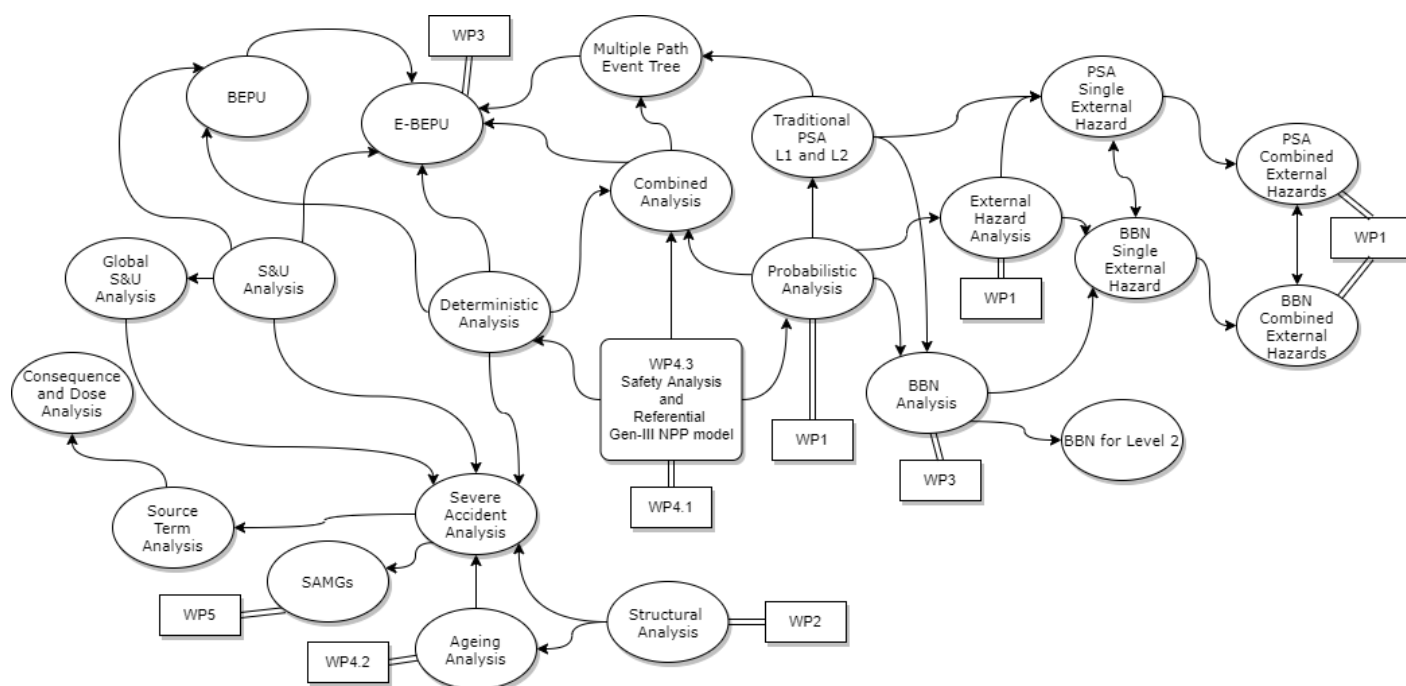 WP3
Multiple Path
Event Tree
BEPU
E-BEPU
PSA
Single
External
Hazard
Traditional
PSA
L1 and L2
PSA
Combined
External
Hazards
Combined
Analysis
External
Hazard
Analysis
WP1
BBN
Single
External
Hazard
Global
S&U
Analysis
S&U
Analysis
Probabilistic
Analysis
WP1
Deterministic
Analysis
BBN
Combined
External
Hazards
WP4.3
Safety Analysis
and
Referential
Gen-III NPP model
Consequence
and Dose
Analysis
BBN
Analysis
WP1
BBN for Level 2
WP3
WP4.1
Severe
Accident
Analysis
Source
Term
Analysis
SAMGs
WP5
Structural
Analysis
WP2
Ageing
Analysis
WP4.2